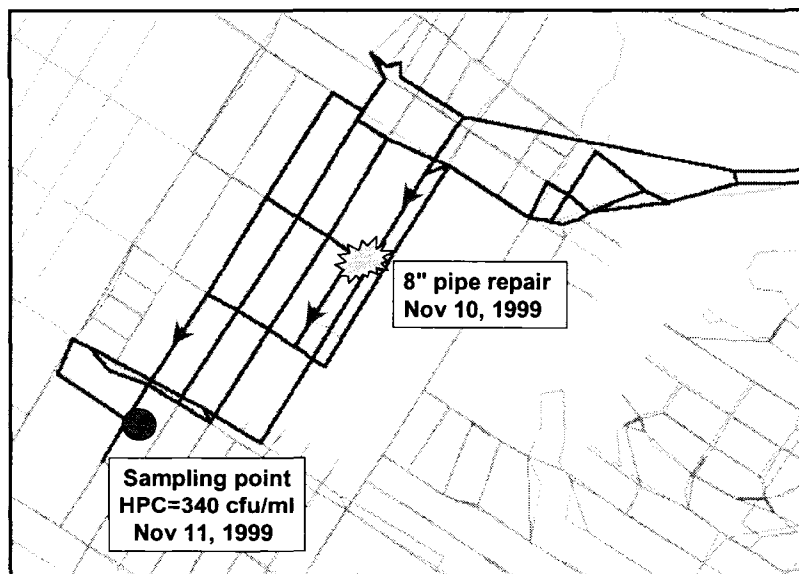 8" pipe repair
Nov 10, 1999
Sampling point
HPC=340 cfu/ml
Nov 11, 1999